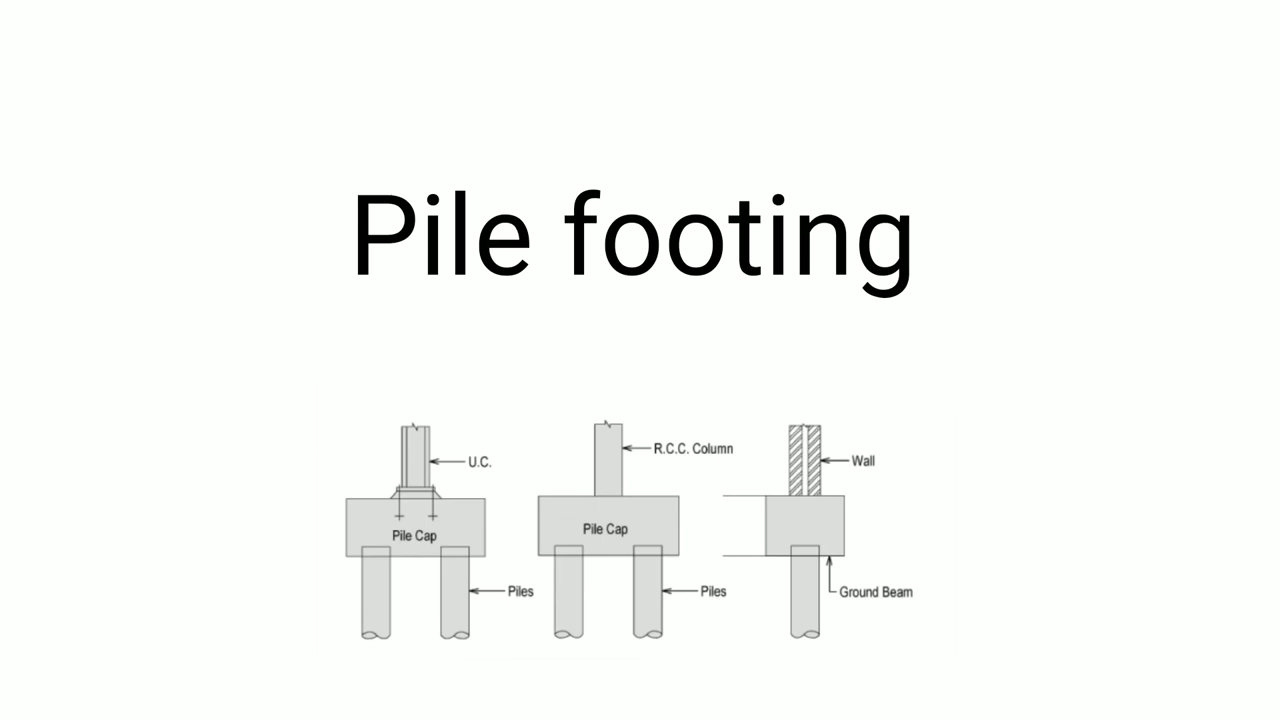 Pile footing
U.C.
Pile Cap
Piles
R.C.C. Column
Pile Cap
Piles
Wall
Ground Beam